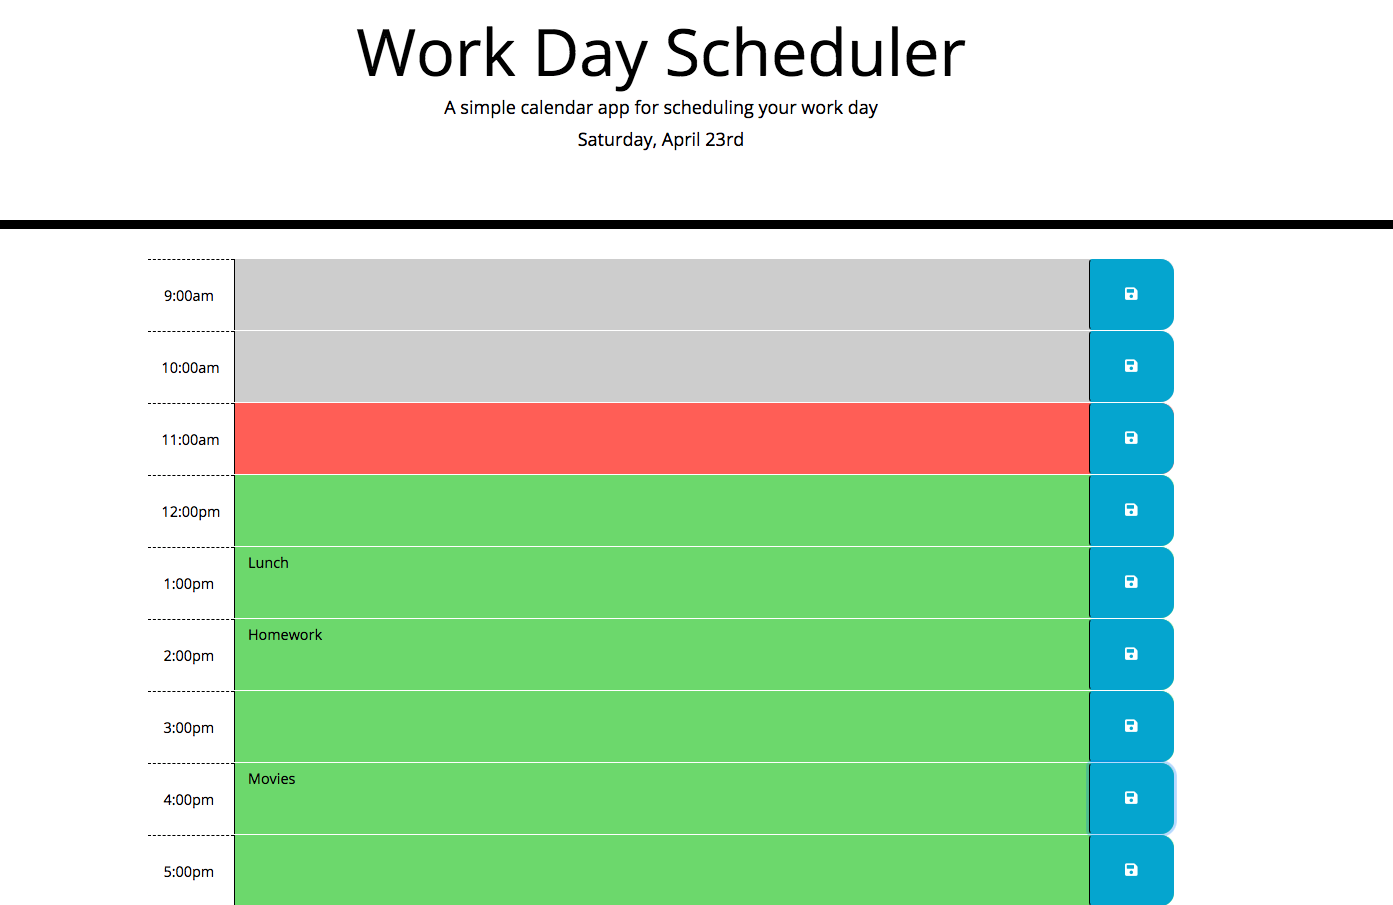 Work Day Scheduler
A simple calendar app for scheduling your work day
Saturday, April 23rd
9:00am
10:00am
11:00am
12:00pm
1:00pm Lunch
2:00pm Homework
3:00pm
4:00pm Movies
5:00pm